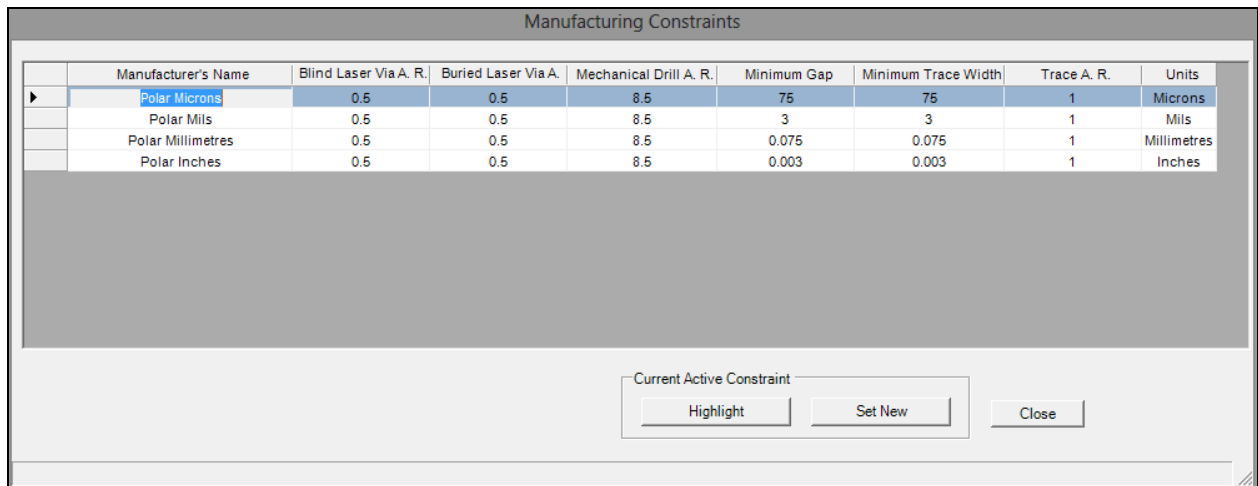 Manufacturing Constraints
Manufacturer's Name Blind Laser Via A. R. Buried Laser Via A. Mechanical Drill A. R. Minimum Gap Minimum Trace Width Trace A. R. Units
Polar Microns 0.5 0.5 8.5 75 75 1 Microns
Polar Mils 0.5 0.5 8.5 3 3 1 Mils
Polar Millimetres 0.5 0.5 8.5 0.075 0.075 1 Millimetres
Polar Inches 0.5 0.5 8.5 0.003 0.003 1 Inches
Current Active Constraint
Highlight Set New Close